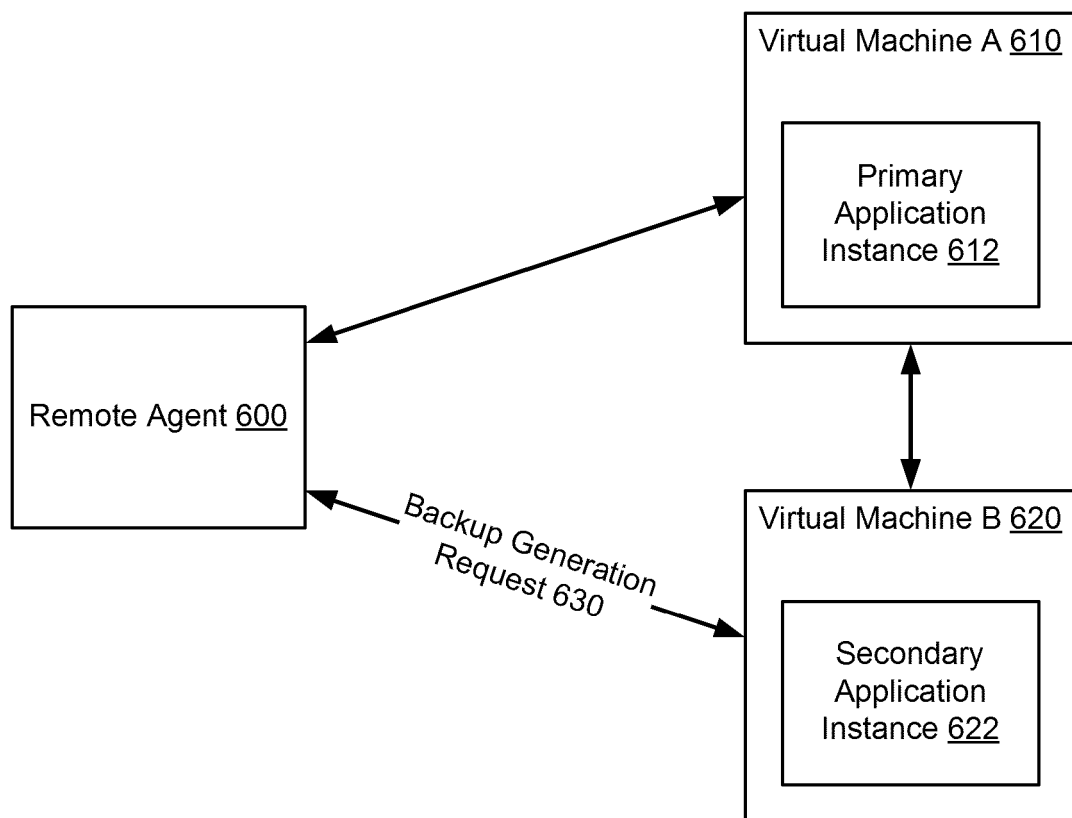 Virtual Machine A 610
Primary
Application
Instance 612
Remote Agent 600
Backup Generation
Request 630
Virtual Machine B 620
Secondary
Application
Instance 622